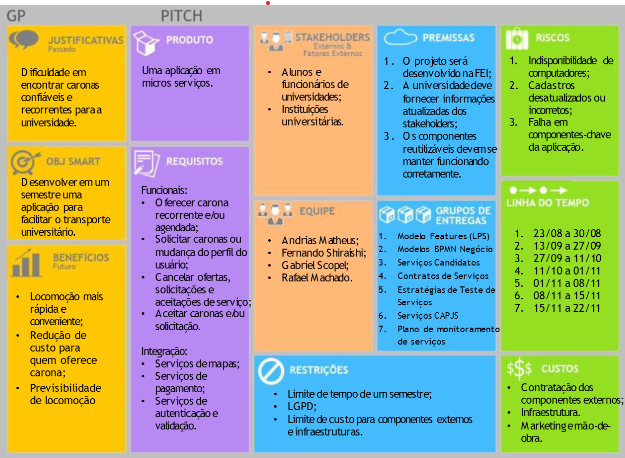 GP
PITCH
JUSTIFICATIVAS
Passado
Dificuldade em
encontrar caronas
confiáveis e
recorrentes para a
universidade.
OBJ SMART
Desenvolver em um
semestre uma
aplicação para
facilitar o transporte
universitário.
BENEFÍCIOS
Futuro
• Locomoção mais
rápida e
conveniente;
• Redução de
custo para
quem oferece
carona;
• Previsibilidade
de locomoção
PRODUTO
Uma aplicação em
micros serviços.
REQUISITOS
Funcionais:
• Oferecer carona
recorrente e/ou
agendada;
• Solicitar caronas ou
mudança do perfil do
usuário;
• Cancelar ofertas,
solicitações e
aceitações de serviço;
• Aceitar caronas e/ou
solicitação.
Integração:
• Serviços de mapas;
• Serviços de
pagamento;
• Serviços de
autenticação e
validação.
STAKEHOLDERS
Externos &
Fatores Externos
• Alunos e
funcionários de
universidades;
• Instituições
universitárias.
EQUIPE
• Andrias Matheus;
• Fernando Shiraishi;
• Gabriel Scopel;
• Rafael Machado.
PREMISSAS
1. O projeto será
desenvolvido na FEI;
2. A universidade deve
fornecer informações
atualizadas dos
stakeholders;
3. Os componentes
reutilizáveis devem se
manter funcionando
corretamente.
GRUPOS DE
ENTREGAS
1. Modelo Features (LPS)
2. Modelos BPMN Negócio
3. Serviços Candidatos
4. Contratos de Serviços
5. Estratégias de Teste de
Serviços
6. Serviços CAPJS
7. Plano de monitoramento
de serviços
RESTRIÇÕES
• Limite de tempo de um semestre;
• LGPD;
• Limite de custo para componentes externos
e infraestruturas.
RISCOS
1. Indisponibilidade de
computadores;
2. Cadastros
desatualizados ou
incorretos;
3. Falha em
componentes-chave
da aplicação.
LINHA DO TEMPO
1. 23/08 a 30/08
2. 13/09 a 27/09
3. 27/09 a 11/10
4. 11/10 a 01/11
5. 01/11 a 08/11
6. 08/11 a 15/11
7. 15/11 a 22/11
$$$ CUSTOS
• Contratação dos
componentes externos;
• Infraestrutura.
• Marketing e mão-de-
obra.